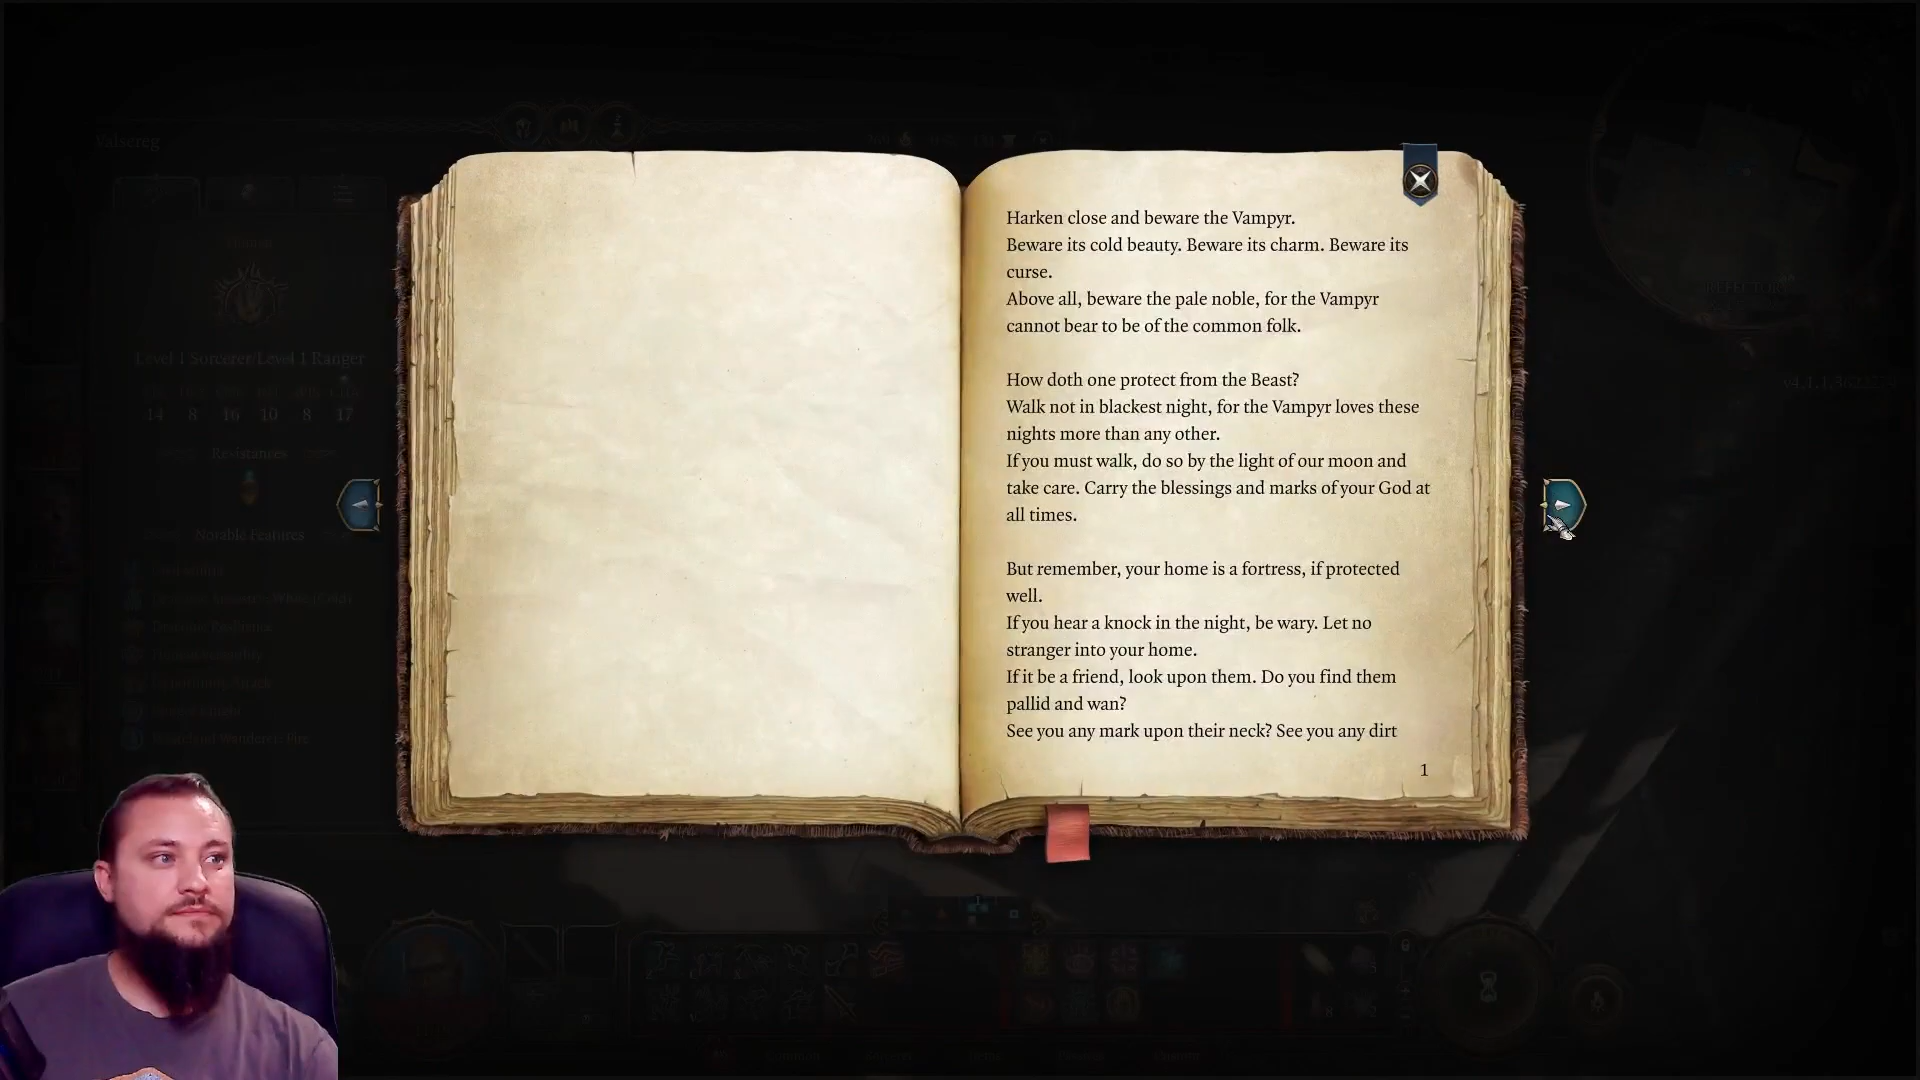 Valscreg
Level 1 Sorcerer/Level 1 Ranger
14 8 16 10 8 17
Resistances
Notable Features
Wasteland Wanderer: Fire
Harken close and beware the Vampyr.
Beware its cold beauty. Beware its charm. Beware its
curse.
Above all, beware the pale noble, for the Vampyr
cannot bear to be of the common folk.
How doth one protect from the Beast?
Walk not in blackest night, for the Vampyr loves these
nights more than any other.
If you must walk, do so by the light of our moon and
take care. Carry the blessings and marks of your God at
all times.
But remember, your home is a fortress, if protected
well.
If you hear a knock in the night, be wary. Let no
stranger into your home.
If it be a friend, look upon them. Do you find them
pallid and wan?
See you any mark upon their neck? See you any dirt
1